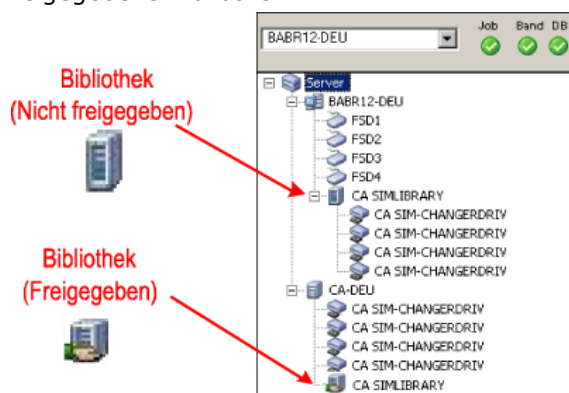 BABR12-DEU
Job Band DB
Bibliothek
(Nicht freigegeben)
Bibliothek
(Freigegeben)
Server
BABR12-DEU
FSD1
FSD2
FSD3
FSD4
CA SIMLIBRARY
CA SIM-CHANGERDRIV
CA SIM-CHANGERDRIV
CA SIM-CHANGERDRIV
CA SIM-CHANGERDRIV
CA-DEU
CA SIM-CHANGERDRIV
CA SIM-CHANGERDRIV
CA SIM-CHANGERDRIV
CA SIM-CHANGERDRIV
CA SIMLIBRARY